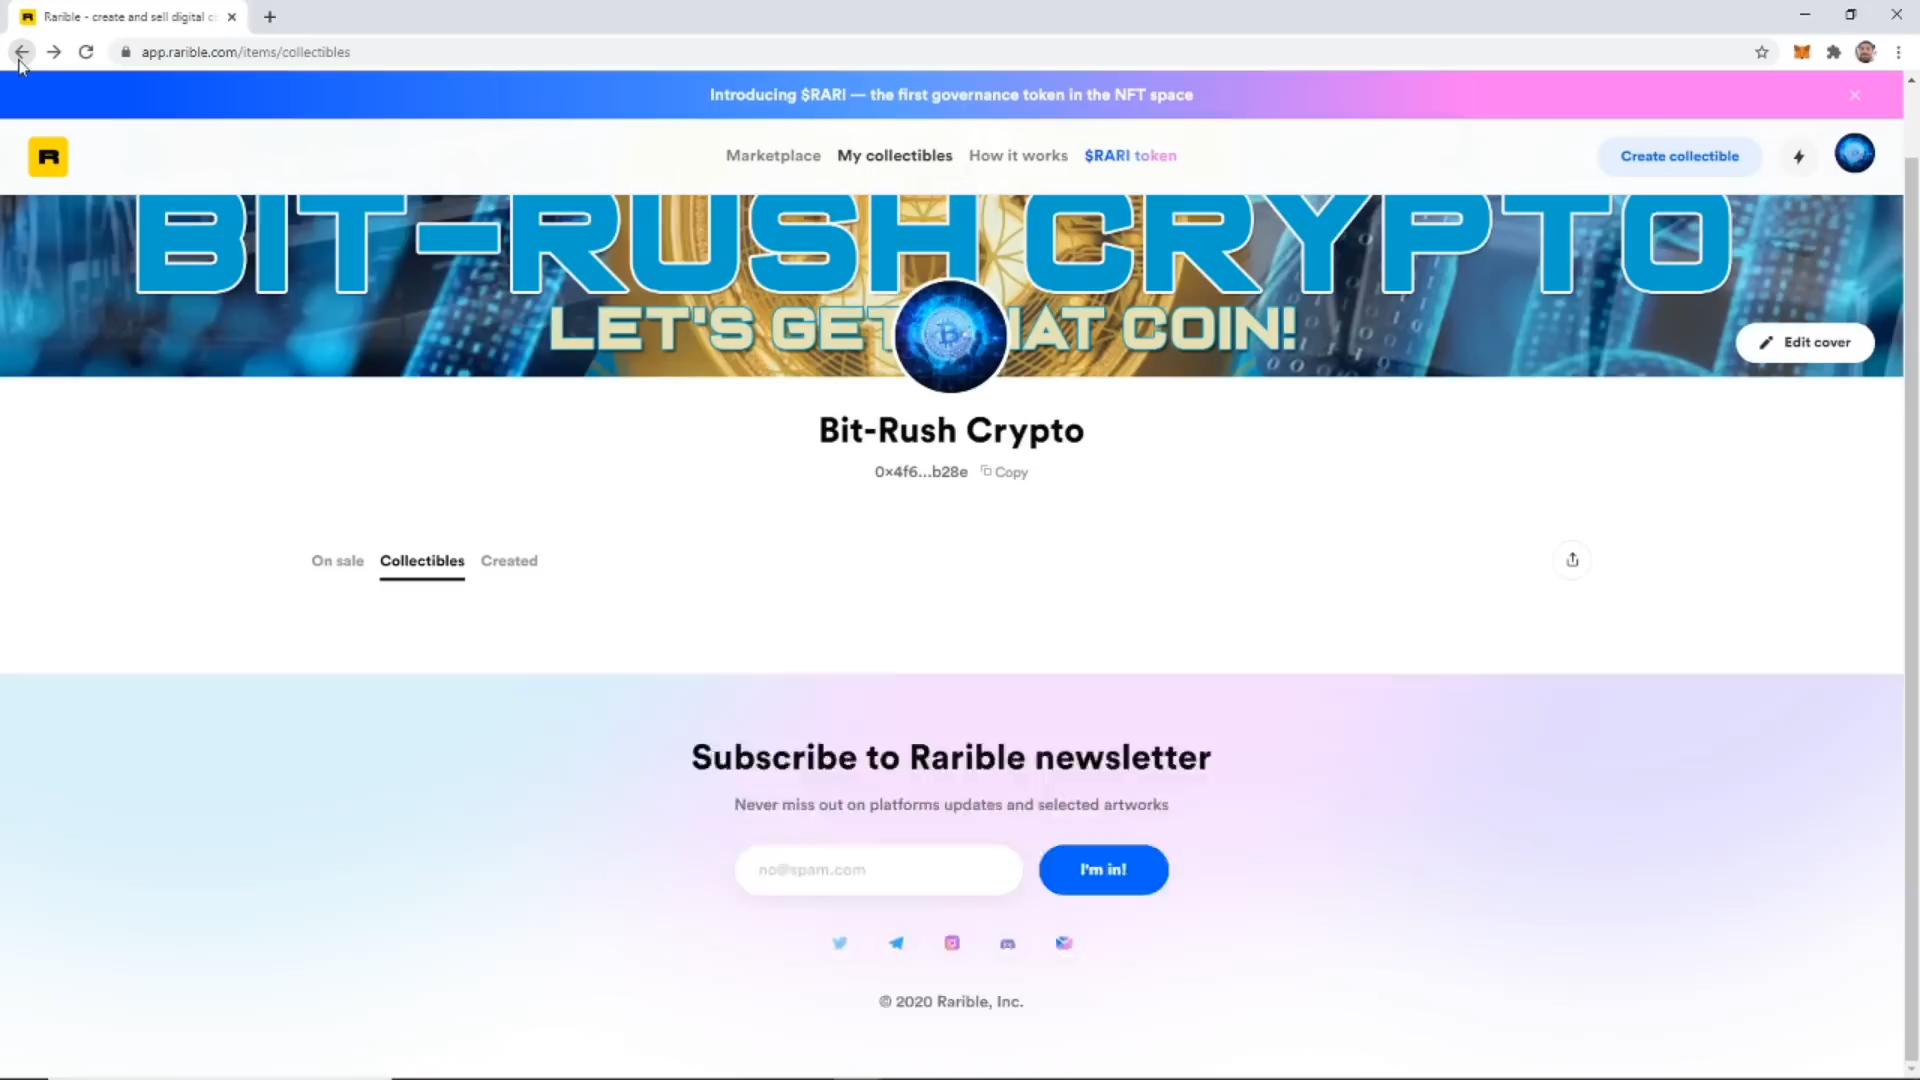 Rarible - create and sell digital c
app.rarible.com/items/collectibles
Introducing $RARI — the first governance token in the NFT space
R
Marketplace My collectibles How it works $RARI token
Create collectible
BIT-RUSH CRYPTO
LET'S GET HAT COIN!
Edit cover
Bit-Rush Crypto
0x4f6...b28e Copy
On sale Collectibles Created
Subscribe to Rarible newsletter
Never miss out on platforms updates and selected artworks
no@spam.com
I'm in!
© 2020 Rarible, Inc.